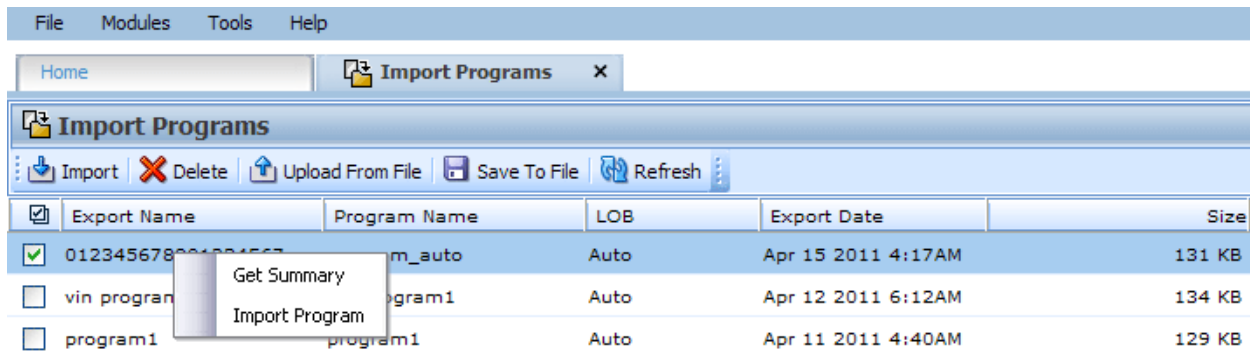 File Modules Tools Help
Home Import Programs x
Import Programs
Import Delete Upload From File Save To File Refresh
Export Name Program Name LOB Export Date Size
m_auto Auto Apr 15 2011 4:17AM 131 KB
Get Summary
vin program1 Auto Apr 12 2011 6:12AM 134 KB
Import Program
program1 program1 Auto Apr 11 2011 4:40AM 129 KB